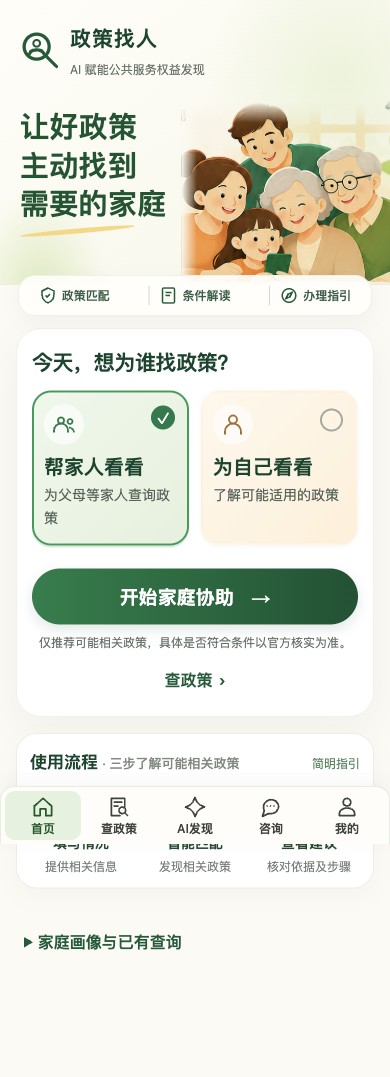 政策找人
AI 赋能公共服务权益发现
让好政策
主动找到
需要的家庭
政策匹配
条件解读
办理指引
今天，想为谁找政策？
帮家人看看
为父母等家人查询政
策
为自己看看
了解可能适用的政策
开始家庭协助 →
仅推荐可能相关政策，具体是否符合条件以官方核实为准。
查政策 ›
使用流程 · 三步了解可能相关政策
简明指引
首页
查政策
AI发现
咨询
我的
提供相关信息
发现相关政策
核对依据及步骤
▶ 家庭画像与已有查询